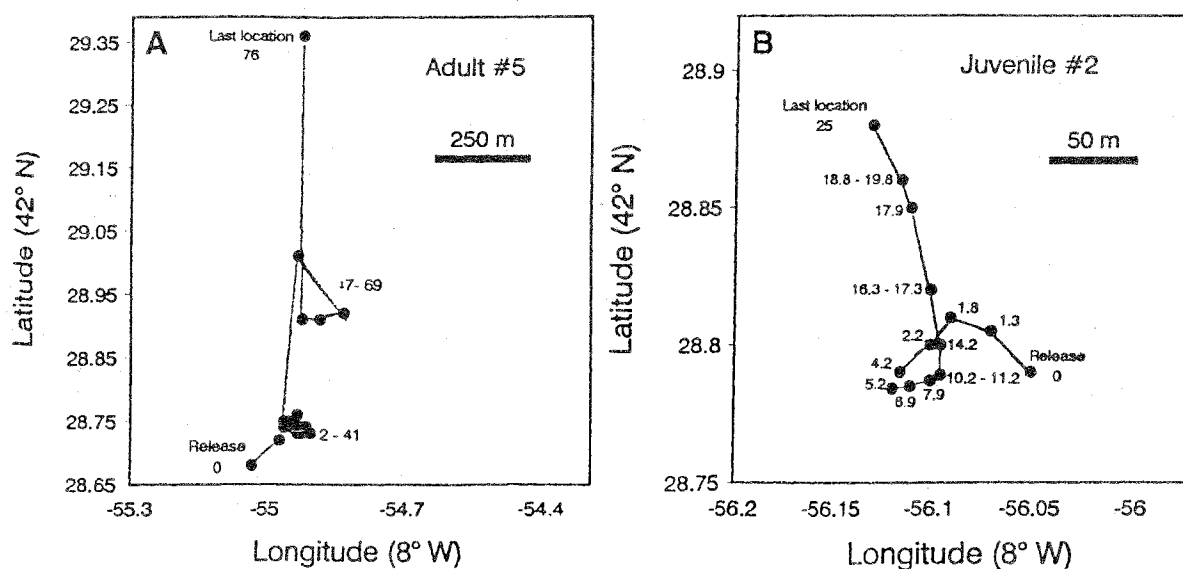 A
Last location
76
Adult #5
250 m
29.35
29.25
29.15
29.05
28.95
28.85
28.75
28.65
Latitude (42° N)
47 - 69
2 - 41
Release
0
-55.3
-55
-54.7
-54.4
Longitude (8° W)
B
Juvenile #2
Last location
25
50 m
28.9
28.85
28.8
28.75
Latitude (42° N)
18.8 - 19.8
17.9
16.3 - 17.3
1.8
1.3
2.2
14.2
4.2
Release
0
5.2
6.9
7.9
10.2 - 11.2
-56.2
-56.15
-56.1
-56.05
-56
Longitude (8° W)